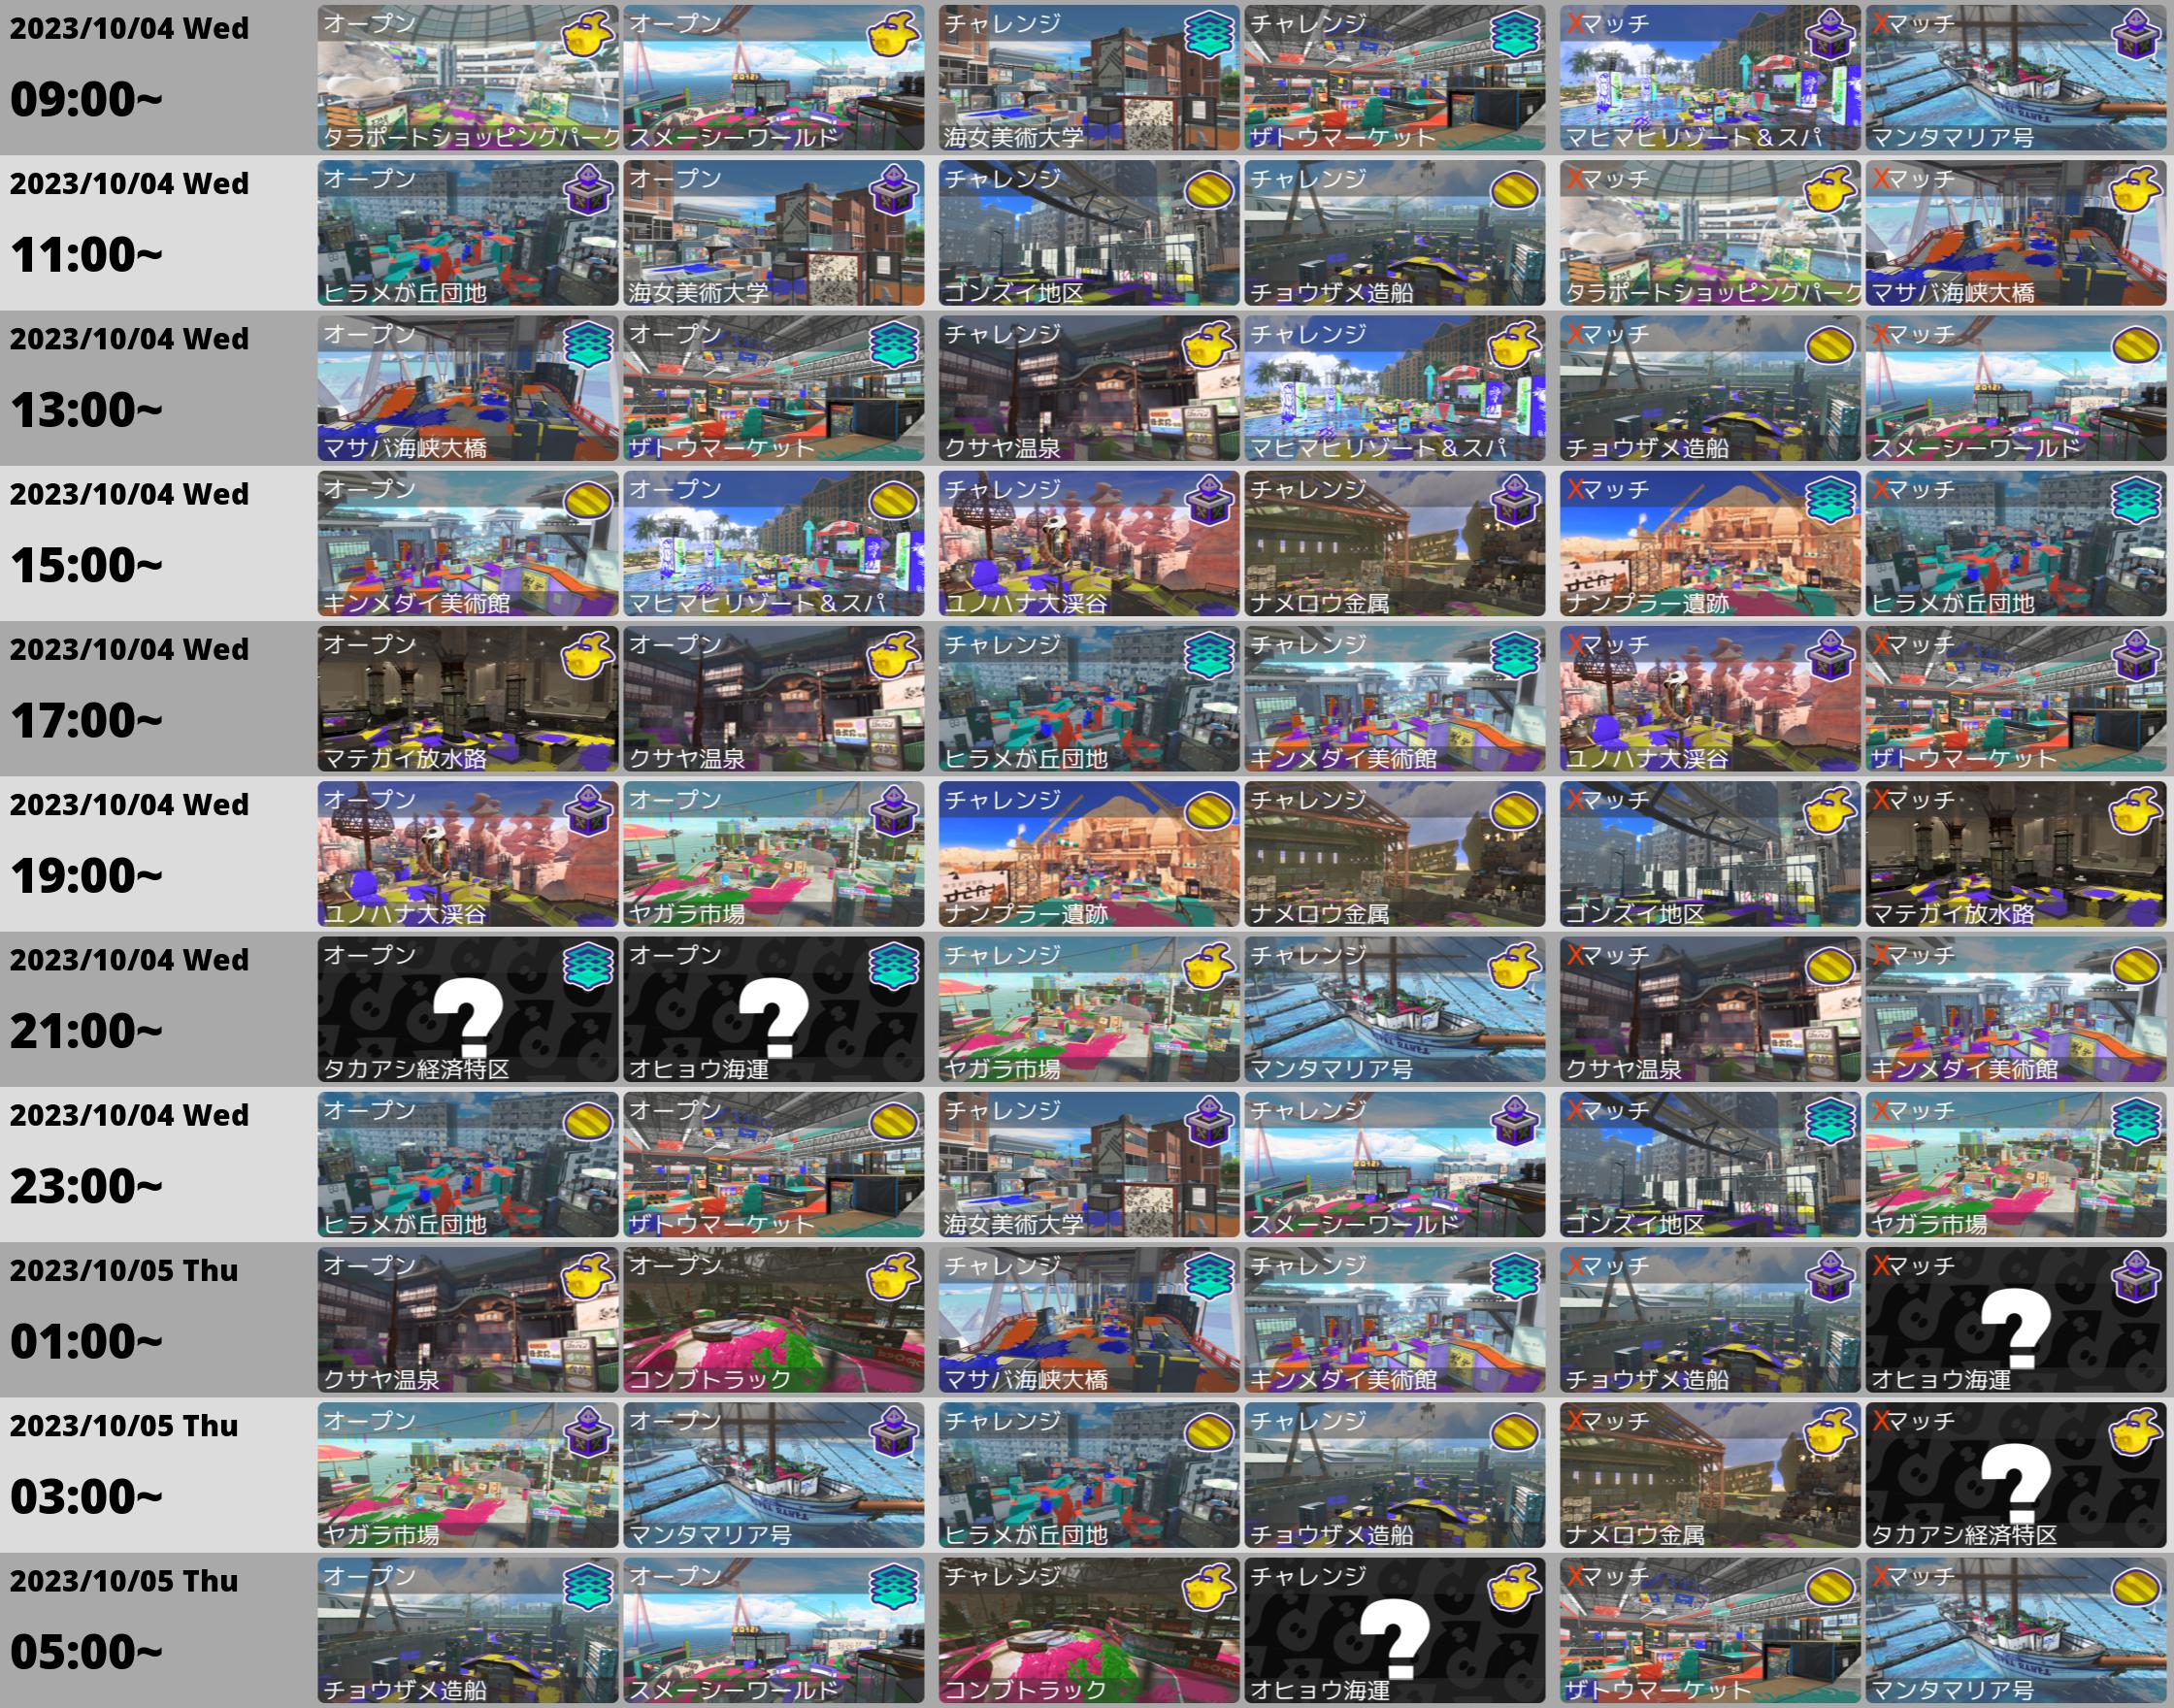 2023/10/04 Wed
09:00~
オープン
タラポートショッピングパーク
オープン
スメーシーワールド
チャレンジ
海女美術大学
チャレンジ
ザトウマーケット
Xマッチ
マヒマヒリゾート＆スパ
Xマッチ
マンタマリア号
2023/10/04 Wed
11:00~
オープン
ヒラメが丘団地
オープン
海女美術大学
チャレンジ
ゴンズイ地区
チャレンジ
チョウザメ造船
Xマッチ
タラポートショッピングパーク
Xマッチ
マサバ海峡大橋
2023/10/04 Wed
13:00~
オープン
マサバ海峡大橋
オープン
ザトウマーケット
チャレンジ
クサヤ温泉
チャレンジ
マヒマヒリゾート＆スパ
Xマッチ
チョウザメ造船
Xマッチ
スメーシーワールド
2023/10/04 Wed
15:00~
オープン
キンメダイ美術館
オープン
マヒマヒリゾート＆スパ
チャレンジ
ユノハナ大渓谷
チャレンジ
ナメロウ金属
Xマッチ
ナンプラー遺跡
Xマッチ
ヒラメが丘団地
2023/10/04 Wed
17:00~
オープン
マテガイ放水路
オープン
クサヤ温泉
チャレンジ
ヒラメが丘団地
チャレンジ
キンメダイ美術館
Xマッチ
ユノハナ大渓谷
Xマッチ
ザトウマーケット
2023/10/04 Wed
19:00~
オープン
ユノハナ大渓谷
オープン
ヤガラ市場
チャレンジ
ナンプラー遺跡
チャレンジ
ナメロウ金属
Xマッチ
ゴンズイ地区
Xマッチ
マテガイ放水路
2023/10/04 Wed
21:00~
オープン
?
タカアシ経済特区
オープン
?
オヒョウ海運
チャレンジ
ヤガラ市場
チャレンジ
マンタマリア号
Xマッチ
クサヤ温泉
Xマッチ
キンメダイ美術館
2023/10/04 Wed
23:00~
オープン
ヒラメが丘団地
オープン
ザトウマーケット
チャレンジ
海女美術大学
チャレンジ
スメーシーワールド
Xマッチ
ゴンズイ地区
Xマッチ
ヤガラ市場
2023/10/05 Thu
01:00~
オープン
クサヤ温泉
オープン
コンブトラック
チャレンジ
マサバ海峡大橋
チャレンジ
キンメダイ美術館
Xマッチ
チョウザメ造船
Xマッチ
?
オヒョウ海運
2023/10/05 Thu
03:00~
オープン
ヤガラ市場
オープン
マンタマリア号
チャレンジ
ヒラメが丘団地
チャレンジ
チョウザメ造船
Xマッチ
ナメロウ金属
Xマッチ
?
タカアシ経済特区
2023/10/05 Thu
05:00~
オープン
チョウザメ造船
オープン
スメーシーワールド
チャレンジ
コンブトラック
チャレンジ
?
オヒョウ海運
Xマッチ
ザトウマーケット
Xマッチ
マンタマリア号